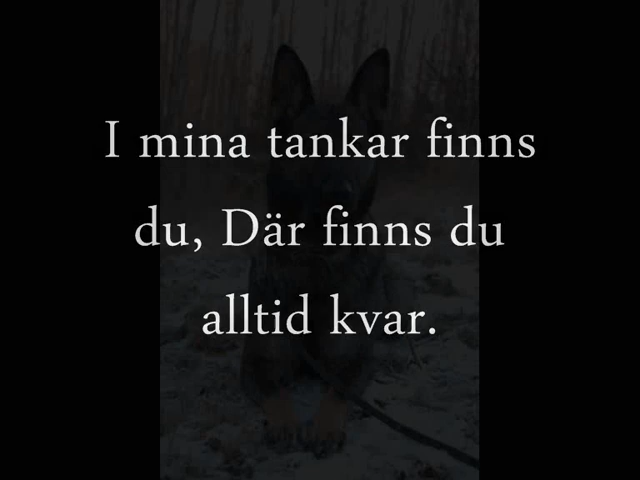 I mina tankar finns
du, Där finns du
alltid kvar.